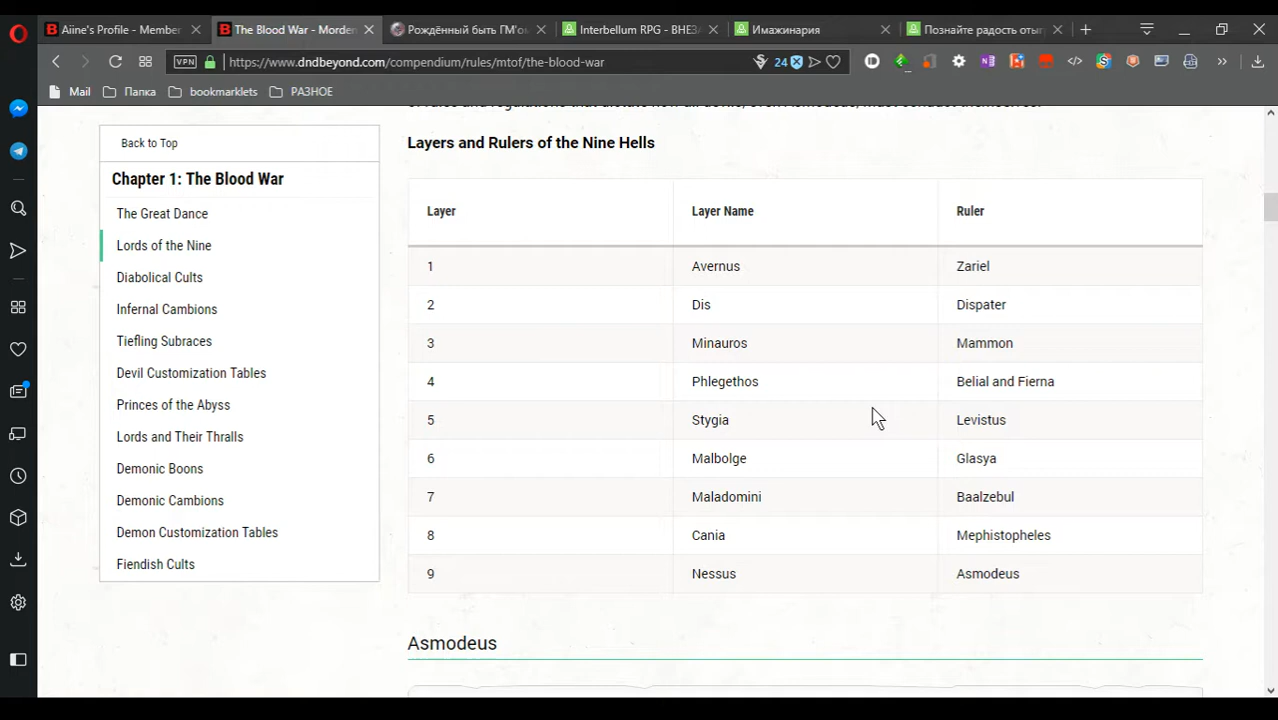 Aiine's Profile - Member
The Blood War - Morden
Рождённый быть ГМ'о
Interbellum RPG - ВНЕЗ
Имажинария
Познайте радость отыг
VPN
https://www.dndbeyond.com/compendium/rules/mtof/the-blood-war
24
Mail
Папка
bookmarklets
РАЗНОЕ
Back to Top
Chapter 1: The Blood War
The Great Dance
Lords of the Nine
Diabolical Cults
Infernal Cambions
Tiefling Subraces
Devil Customization Tables
Princes of the Abyss
Lords and Their Thralls
Demonic Boons
Demonic Cambions
Demon Customization Tables
Fiendish Cults
Layers and Rulers of the Nine Hells
Layer Layer Name Ruler
1 Avernus Zariel
2 Dis Dispater
3 Minauros Mammon
4 Phlegethos Belial and Fierna
5 Stygia Levistus
6 Malbolge Glasya
7 Maladomini Baalzebul
8 Cania Mephistopheles
9 Nessus Asmodeus
Asmodeus